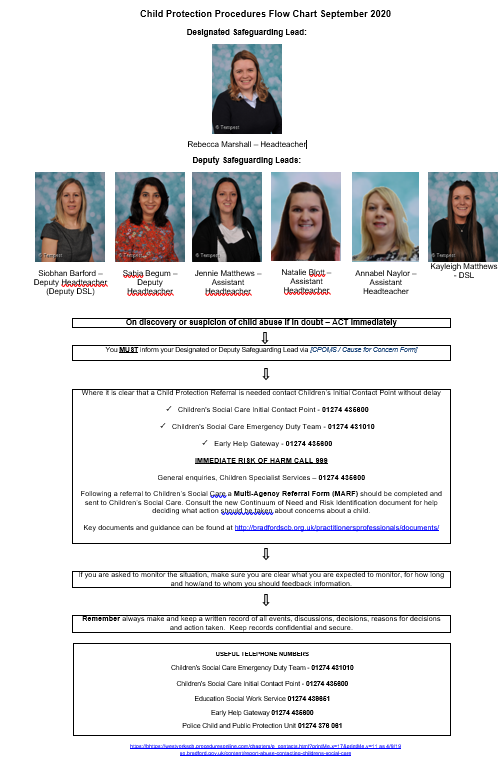 Child Protection Procedures Flow Chart September 2020
Designated Safeguarding Lead:
© Tempest
Rebecca Marshall – Headteacher
Deputy Safeguarding Leads:
© Tempest
© Tempest
© Tempest
© Tempest
Siobhan Barford –
Deputy Headteacher
(Deputy DSL)
Sabia Begum –
Deputy
Headteacher
Jennie Matthews –
Assistant
Headteacher
Natalie Blott –
Assistant
Headteacher
Annabel Naylor –
Assistant
Headteacher
Kayleigh Matthews
- DSL
On discovery or suspicion of child abuse If in doubt – ACT Immediately
You MUST inform your Designated or Deputy Safeguarding Lead via [CPOMS / Cause for Concern Form]
Where it is clear that a Child Protection Referral is needed contact Children's Initial Contact Point without delay
✓ Children's Social Care Initial Contact Point - 01274 435600
✓ Children's Social Care Emergency Duty Team - 01274 431010
✓ Early Help Gateway - 01274 435600
IMMEDIATE RISK OF HARM CALL 999
General enquiries, Children Specialist Services – 01274 435600
Following a referral to Children's Social Care a Multi-Agency Referral Form (MARF) should be completed and
sent to Children's Social Care. Consult the new Continuum of Need and Risk Identification document for help
deciding what action should be taken about concerns about a child.
Key documents and guidance can be found at http://bradfordscb.org.uk/practitionersprofessionals/documents/
If you are asked to monitor the situation, make sure you are clear what you are expected to monitor, for how long
and how/and to whom you should feedback information.
Remember always make and keep a written record of all events, discussions, decisions, reasons for decisions
and action taken. Keep records confidential and secure.
USEFUL TELEPHONE NUMBERS
Children's Social Care Emergency Duty Team - 01274 431010
Children's Social Care Initial Contact Point - 01274 435600
Education Social Work Service 01274 439651
Early Help Gateway 01274 435600
Police Child and Public Protection Unit 01274 376 061